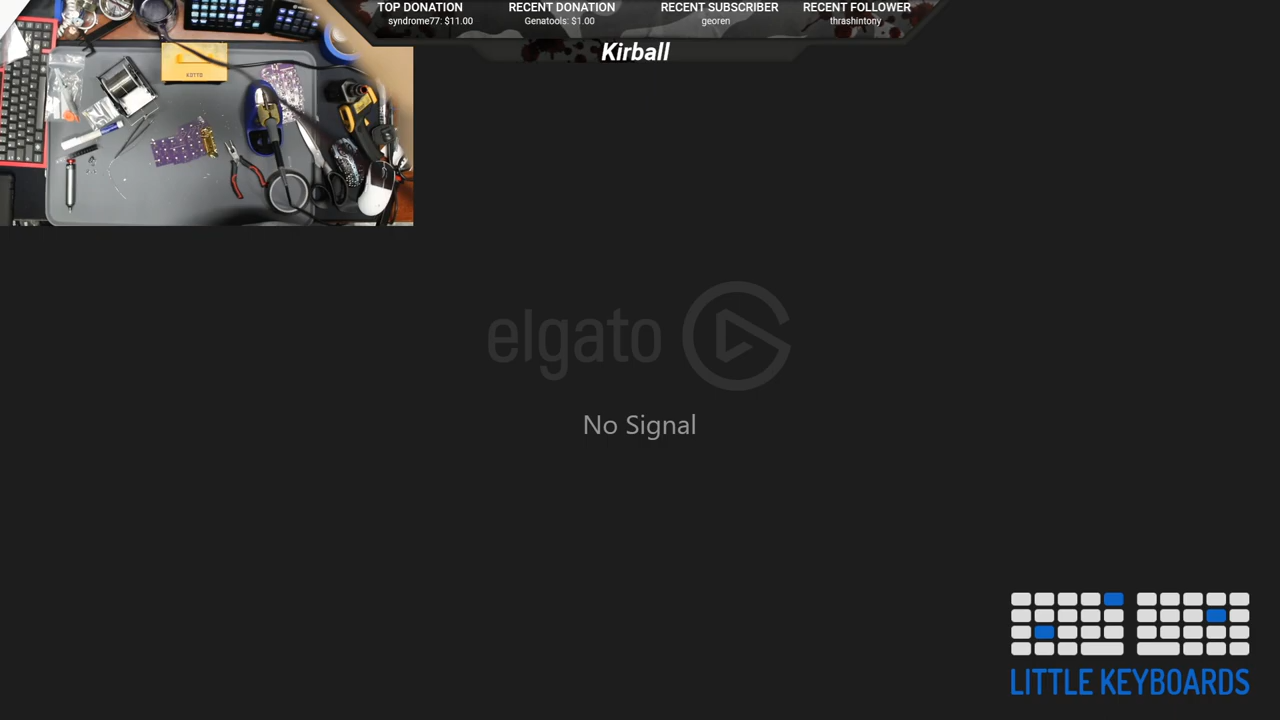 TOP DONATION
syndrome77: $11.00
RECENT DONATION
Genatools: $1.00
RECENT SUBSCRIBER
georen
RECENT FOLLOWER
thrashintony
Kirball
elgato
No Signal
LITTLE KEYBOARDS